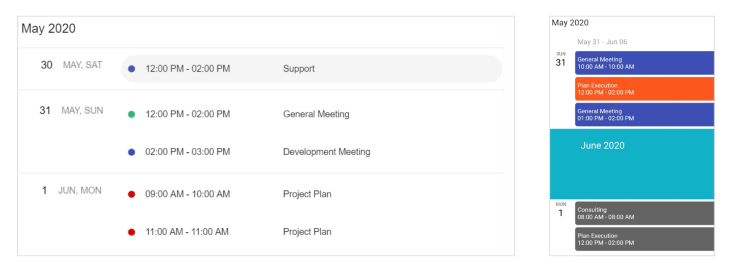 May 2020
30 MAY, SAT 12:00 PM - 02:00 PM Support
31 MAY, SUN 12:00 PM - 02:00 PM General Meeting
02:00 PM - 03:00 PM Development Meeting
1 JUN, MON 09:00 AM - 10:00 AM Project Plan
11:00 AM - 11:00 AM Project Plan
May 2020
May 31 - Jun 06
SUN
31
General Meeting
10:00 AM - 10:00 AM
Plan Execution
12:00 PM - 02:00 PM
General Meeting
01:00 PM - 02:00 PM
June 2020
MON
1
Consulting
08:00 AM - 08:00 AM
Plan Execution
12:00 PM - 02:00 PM